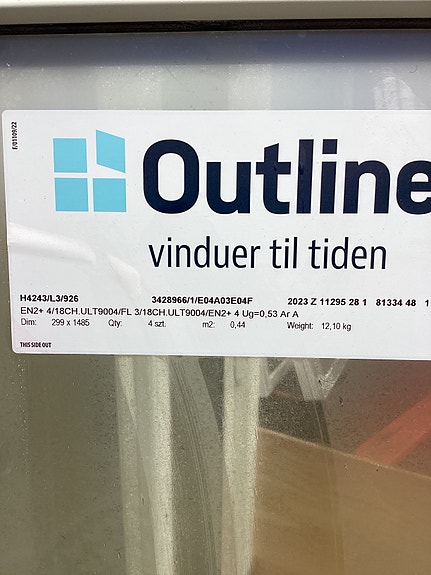 F/01109/22
Outline
vinduer til tiden
H4243/L3/926 3428966/1/E04A03E04F 2023 Z 11295 28 1 81334 48 1
EN2+ 4/18CH.ULT9004/FL 3/18CH.ULT9004/EN2+ 4 Ug=0,53 Ar A
Dim: 299 x 1485 Qty: 4 szt. m2: 0,44 Weight: 12,10 kg
THIS SIDE OUT